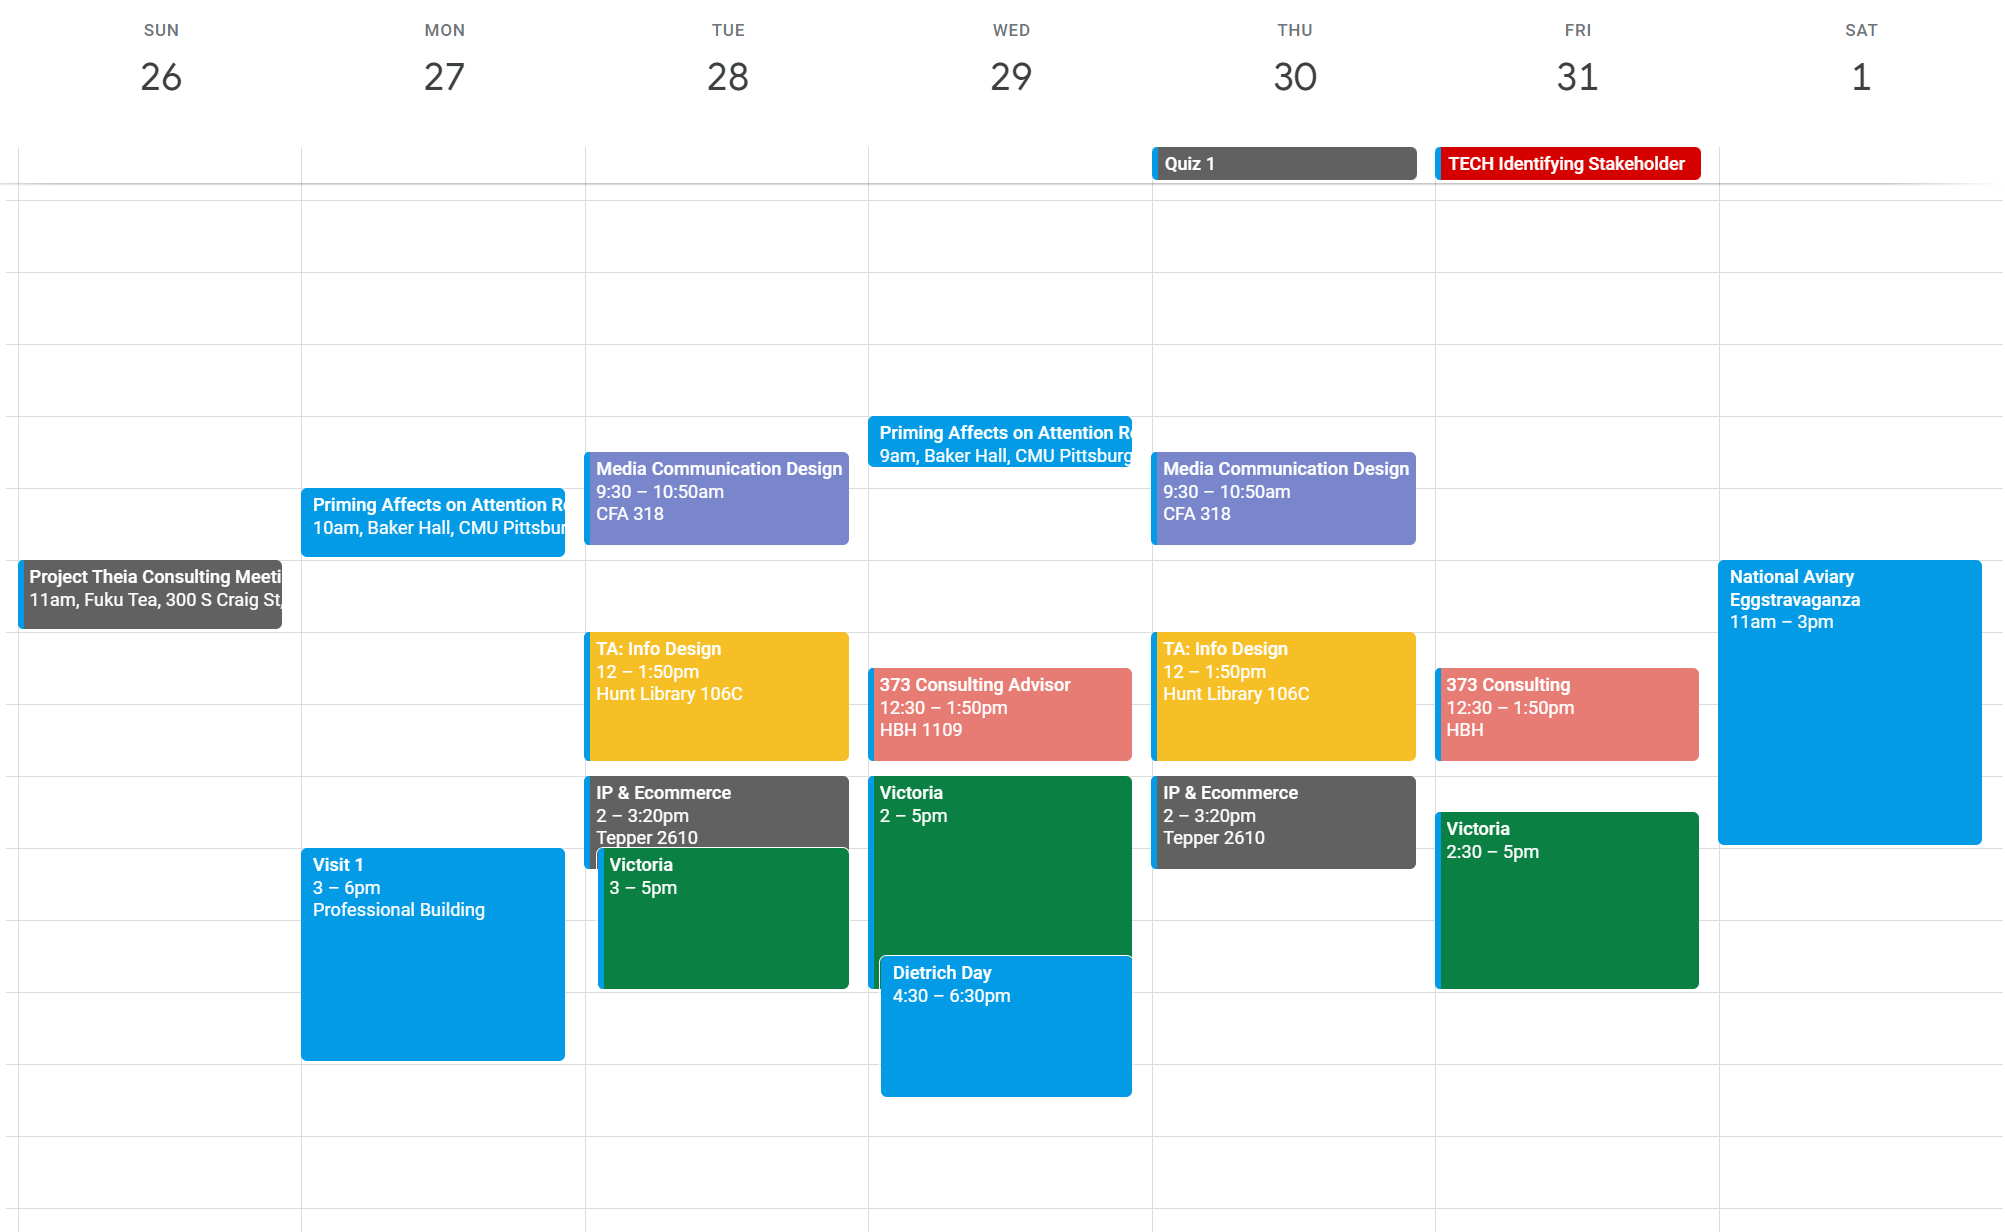 SUN
26
MON
27
TUE
28
WED
29
THU
30
FRI
31
SAT
1
Quiz 1
TECH Identifying Stakeholder
Project Theia Consulting Meeti
11am, Fuku Tea, 300 S Craig St,
Priming Affects on Attention R
10am, Baker Hall, CMU Pittsbur
Visit 1
3 – 6pm
Professional Building
Media Communication Design
9:30 – 10:50am
CFA 318
TA: Info Design
12 – 1:50pm
Hunt Library 106C
IP & Ecommerce
2 – 3:20pm
Tepper 2610
Victoria
3 – 5pm
Priming Affects on Attention R
9am, Baker Hall, CMU Pittsburg
373 Consulting Advisor
12:30 – 1:50pm
HBH 1109
Victoria
2 – 5pm
Dietrich Day
4:30 – 6:30pm
Media Communication Design
9:30 – 10:50am
CFA 318
TA: Info Design
12 – 1:50pm
Hunt Library 106C
IP & Ecommerce
2 – 3:20pm
Tepper 2610
373 Consulting
12:30 – 1:50pm
HBH
Victoria
2:30 – 5pm
National Aviary
Eggstravaganza
11am – 3pm